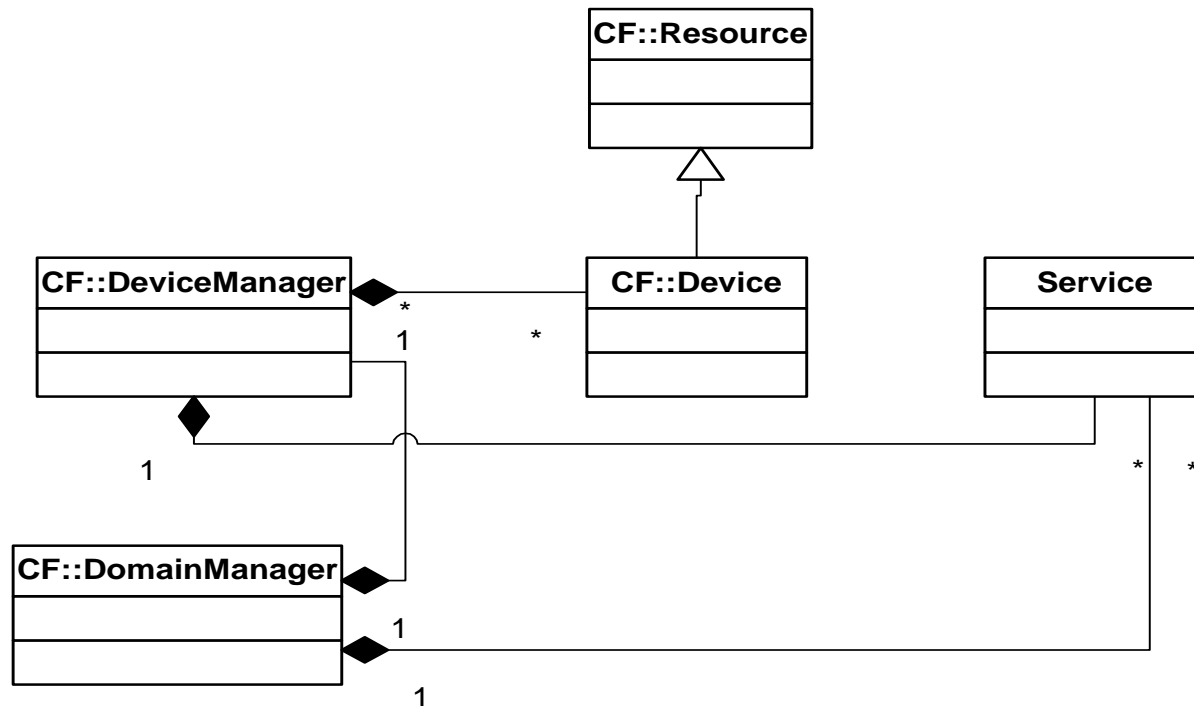 CF::Resource
CF::DeviceManager
CF::Device
Service
*
1
*
1
*
*
CF::DomainManager
1
1